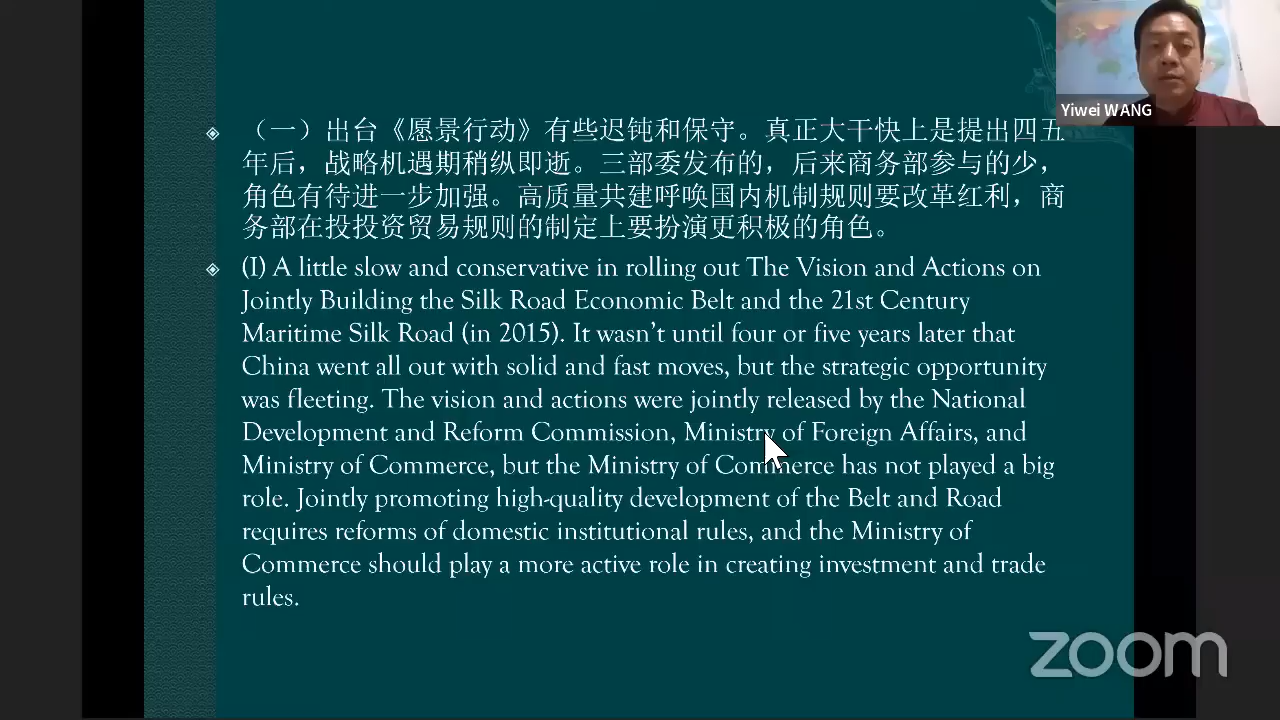 Yiwei WANG
（一）出台《愿景行动》有些迟钝和保守。真正大干快上是提出四五
年后，战略机遇期稍纵即逝。三部委发布的，后来商务部参与的少，
角色有待进一步加强。高质量共建呼唤国内机制规则要改革红利，商
务部在投投资贸易规则的制定上要扮演更积极的角色。
(I) A little slow and conservative in rolling out The Vision and Actions on
Jointly Building the Silk Road Economic Belt and the 21st Century
Maritime Silk Road (in 2015). It wasn't until four or five years later that
China went all out with solid and fast moves, but the strategic opportunity
was fleeting. The vision and actions were jointly released by the National
Development and Reform Commission, Ministry of Foreign Affairs, and
Ministry of Commerce, but the Ministry of Commerce has not played a big
role. Jointly promoting high-quality development of the Belt and Road
requires reforms of domestic institutional rules, and the Ministry of
Commerce should play a more active role in creating investment and trade
rules.
zoom